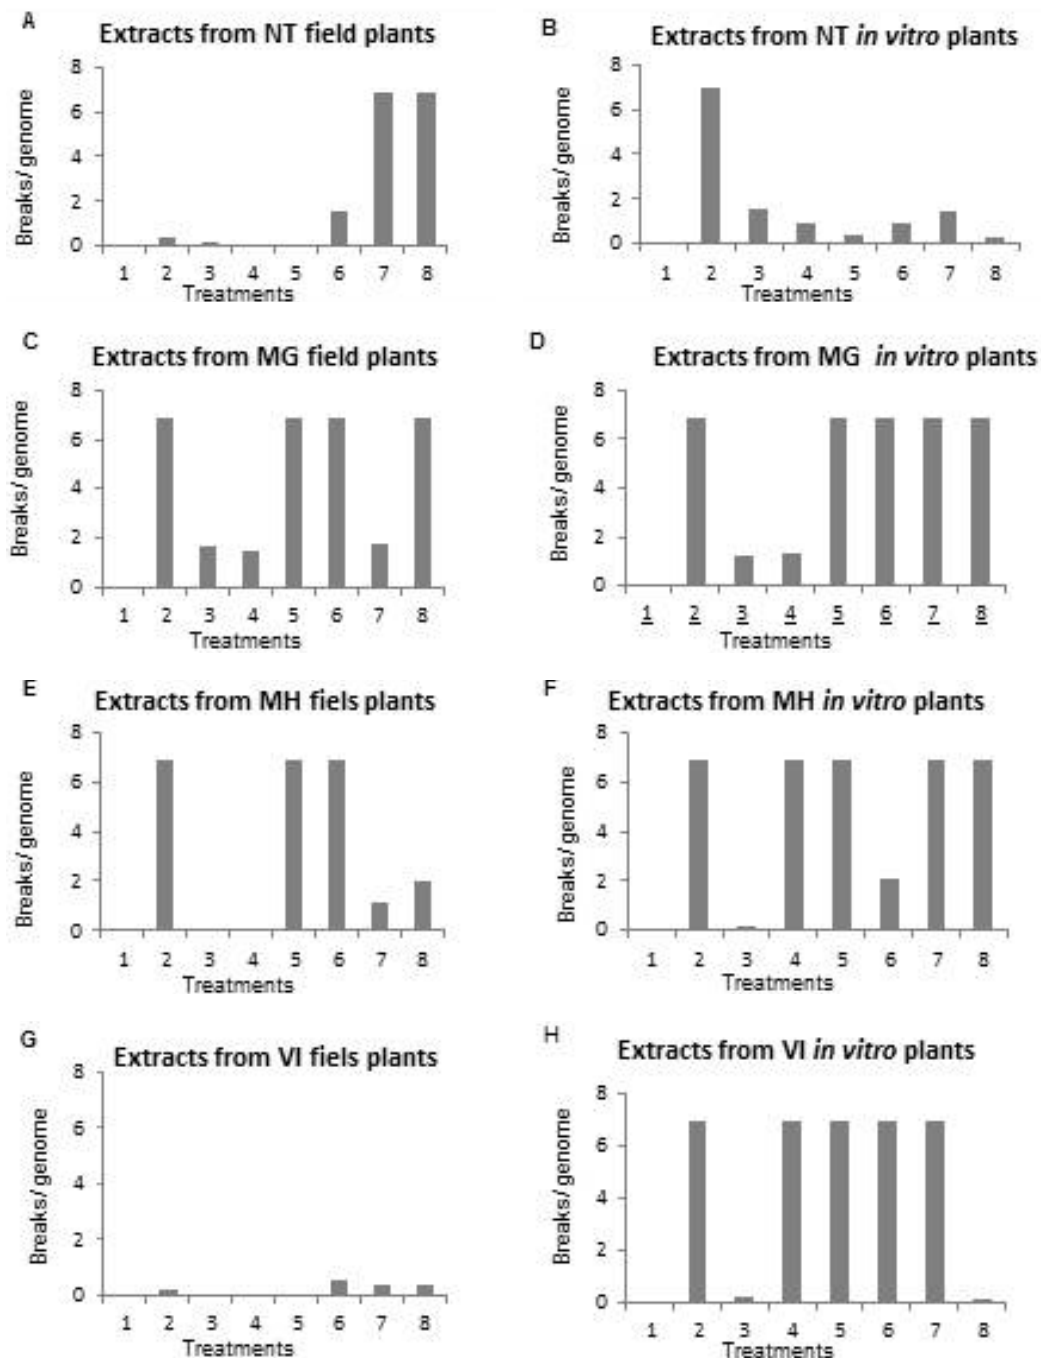 A
Extracts from NT field plants
Breaks/genome
8
6
4
2
0
1 2 3 4 5 6 7 8
Treatments
B
Extracts from NT in vitro plants
Breaks/genome
8
6
4
2
0
1 2 3 4 5 6 7 8
Treatments
C
Extracts from MG field plants
Breaks/genome
8
6
4
2
0
1 2 3 4 5 6 7 8
Treatments
D
Extracts from MG in vitro plants
Breaks/genome
8
6
4
2
0
1 2 3 4 5 6 7 8
Treatments
E
Extracts from MH fiels plants
Breaks/genome
8
6
4
2
0
1 2 3 4 5 6 7 8
Treatments
F
Extracts from MH in vitro plants
Breaks/genome
8
6
4
2
0
1 2 3 4 5 6 7 8
Treatments
G
Extracts from VI fiels plants
Breaks/genome
8
6
4
2
0
1 2 3 4 5 6 7 8
Treatments
H
Extracts from VI in vitro plants
Breaks/genome
8
6
4
2
0
1 2 3 4 5 6 7 8
Treatments